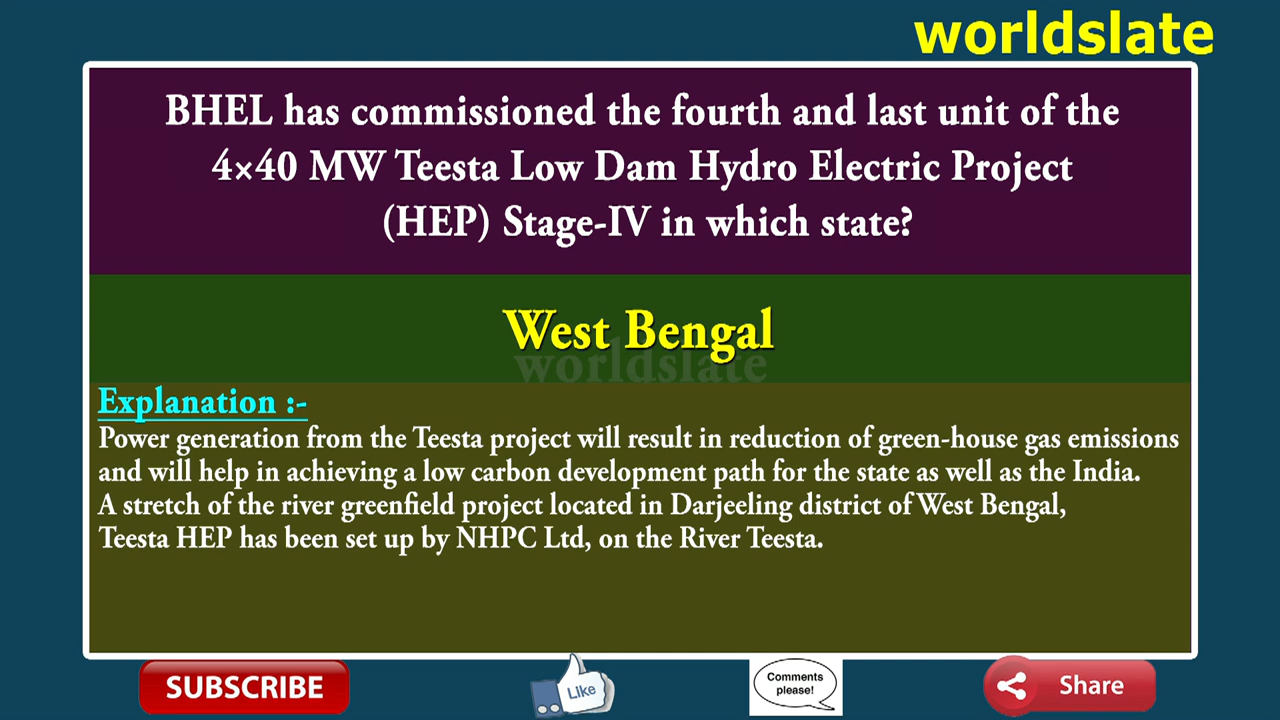 worldslate
BHEL has commissioned the fourth and last unit of the
4×40 MW Teesta Low Dam Hydro Electric Project
(HEP) Stage-IV in which state?
West Bengal
worldslate
Explanation :-
Power generation from the Teesta project will result in reduction of green-house gas emissions
and will help in achieving a low carbon development path for the state as well as the India.
A stretch of the river greenfield project located in Darjeeling district of West Bengal,
Teesta HEP has been set up by NHPC Ltd, on the River Teesta.
SUBSCRIBE
Like
Comments
please!
Share